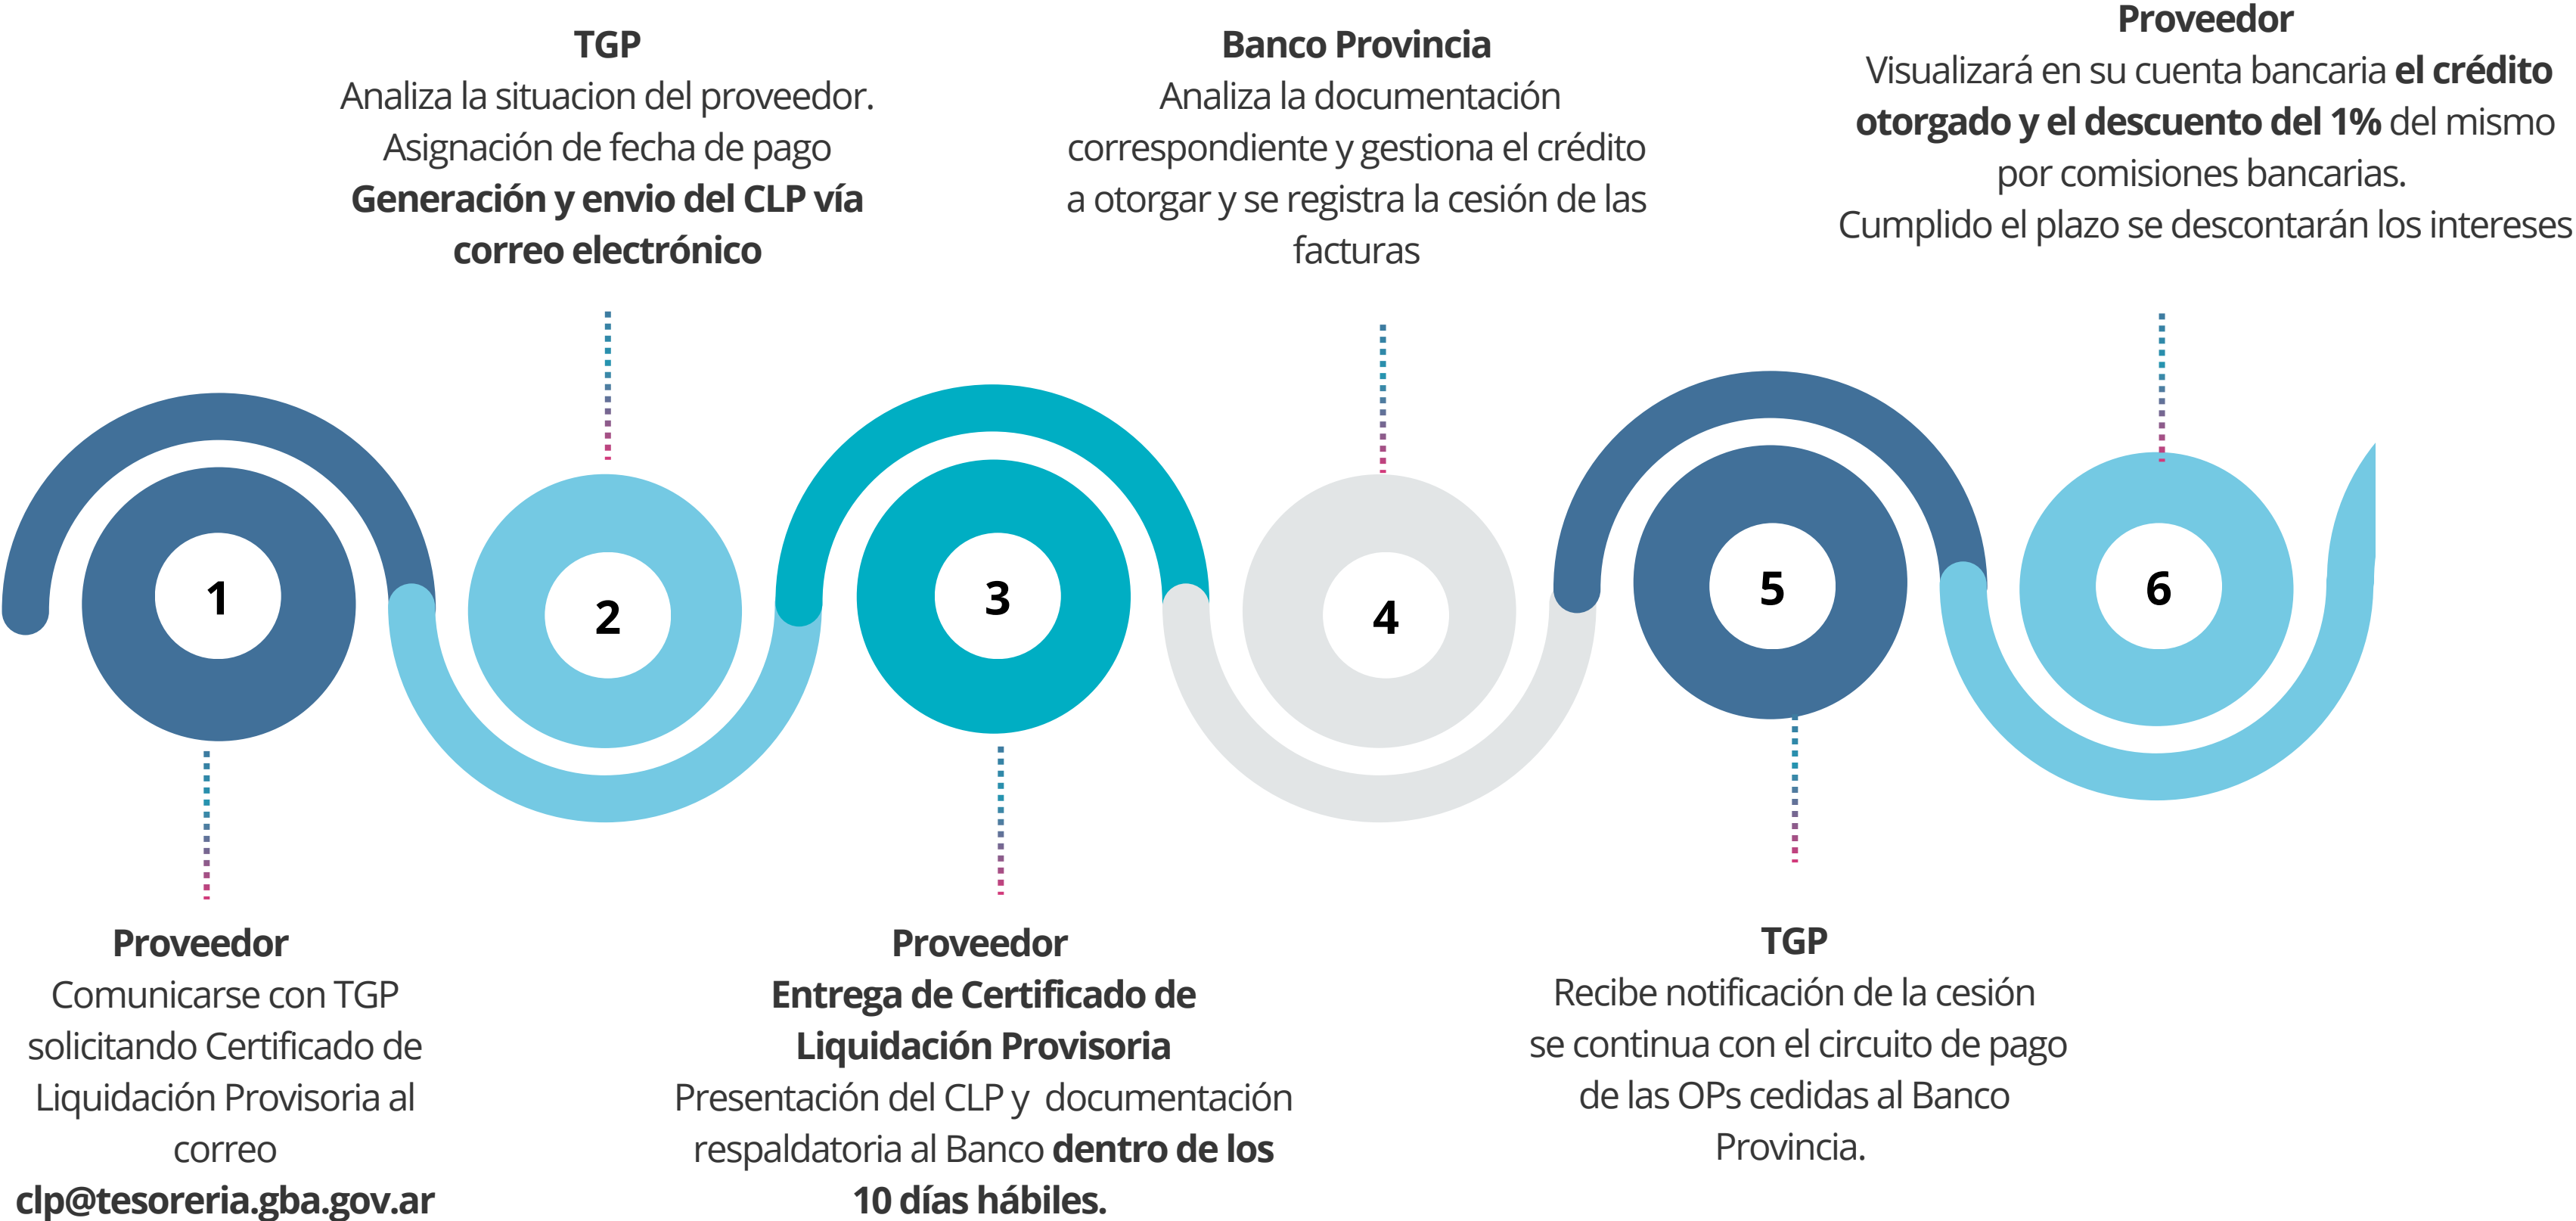 TGP
Analiza la situacion del proveedor.
Asignación de fecha de pago
Generación y envio del CLP vía
correo electrónico
Banco Provincia
Analiza la documentación
correspondiente y gestiona el crédito
a otorgar y se registra la cesión de las
facturas
Proveedor
Visualizará en su cuenta bancaria el crédito
otorgado y el descuento del 1% del mismo
por comisiones bancarias.
Cumplido el plazo se descontarán los intereses
1
2
3
4
5
6
Proveedor
Comunicarse con TGP
solicitando Certificado de
Liquidación Provisoria al
correo
clp@tesoreria.gba.gov.ar
Proveedor
Entrega de Certificado de
Liquidación Provisoria
Presentación del CLP y  documentación
respaldatoria al Banco dentro de los
10 días hábiles.
TGP
Recibe notificación de la cesión
se continua con el circuito de pago
de las OPs cedidas al Banco
Provincia.